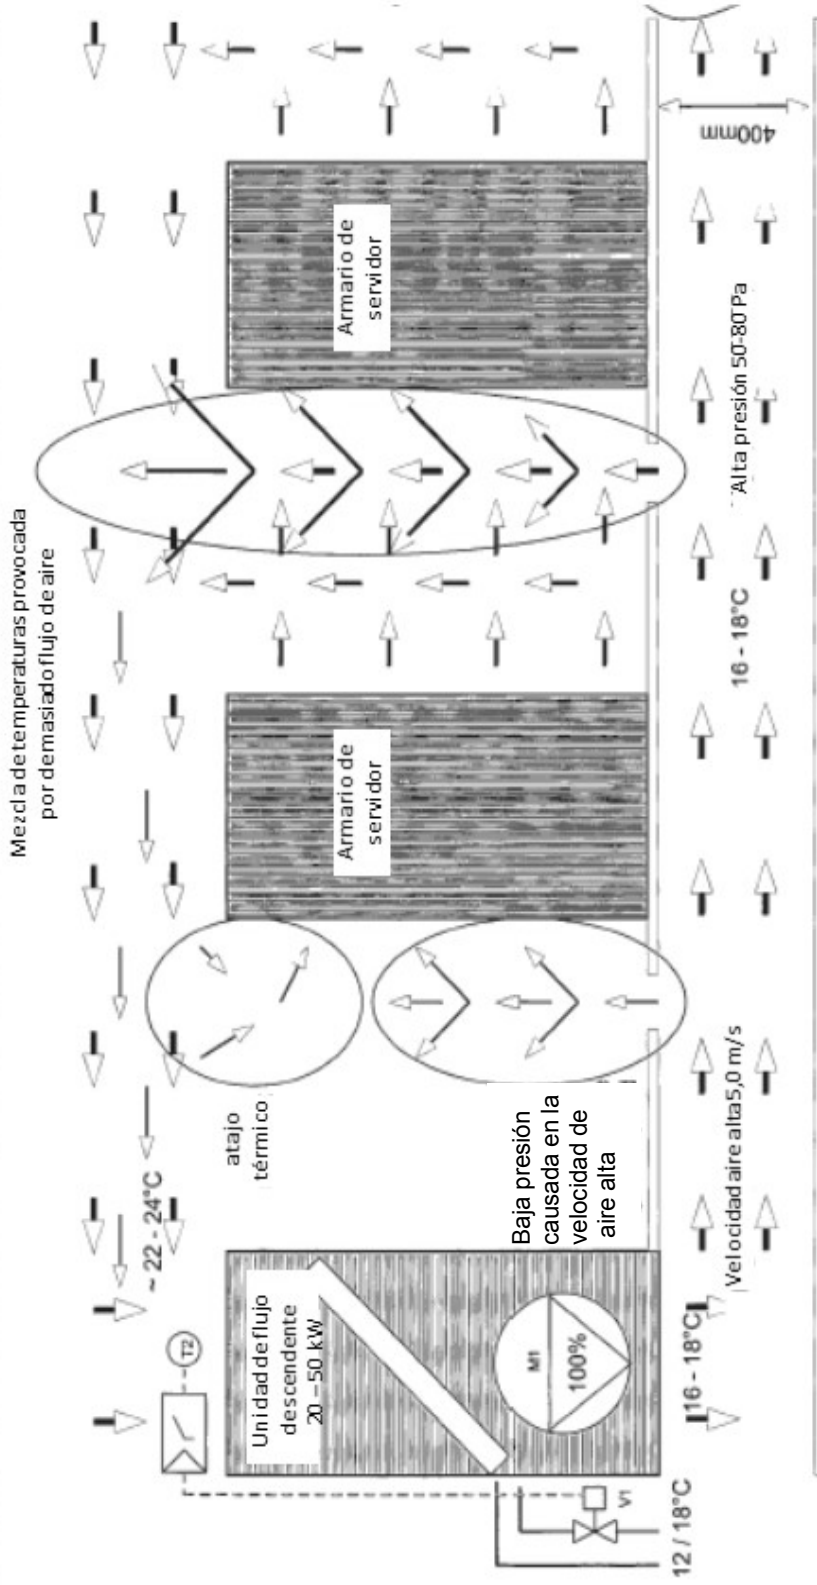 Mezcla de temperaturas provocada
por demasiado flujo de aire
~ 22 - 24°C
T2
Unidad de flujo
descendente
20 – 50 kW
M1
100%
V1
12 / 18°C
16 - 18°C
atajo
térmico
Baja presión
causada en la
velocidad de
aire alta
Velocidad aire alta 5,0 m/s
Armario de
servidor
16 - 18°C
Armario de
servidor
Alta presión 50-80 Pa
400mm